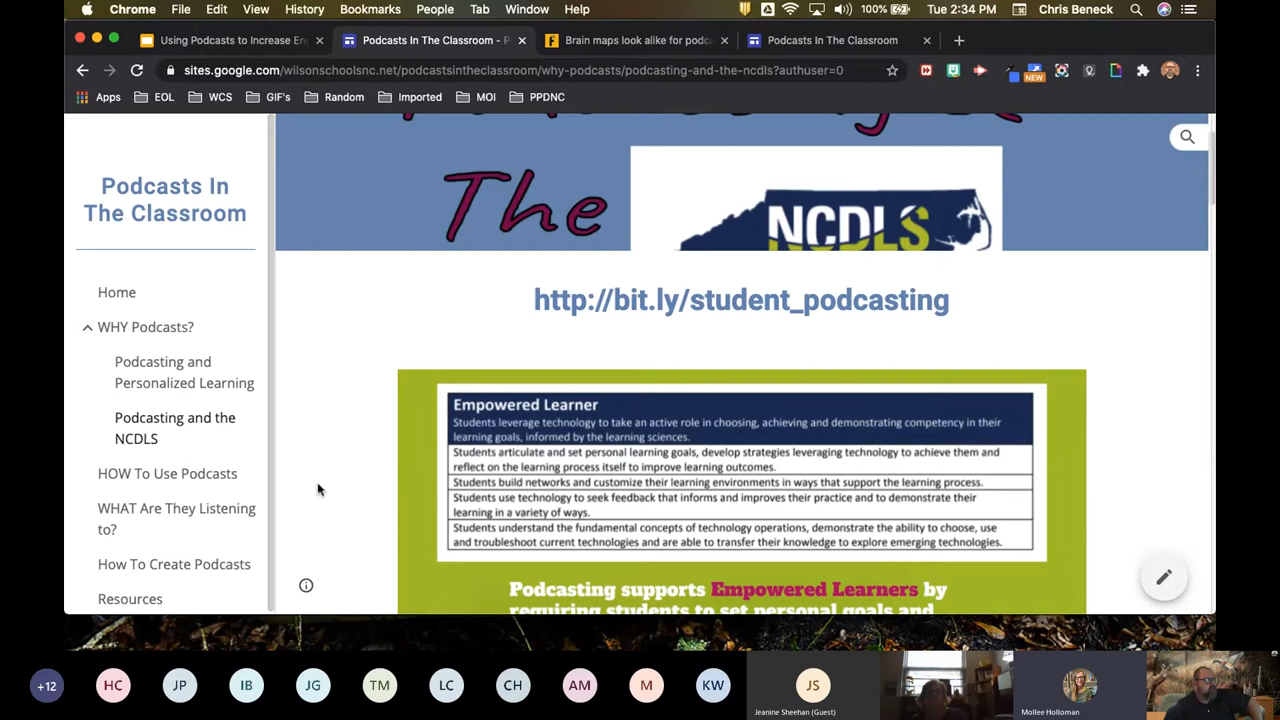 Chrome File Edit View History Bookmarks People Tab Window Help 100% Tue 2:34 PM Chris Beneck
Using Podcasts to Increase En
Podcasts In The Classroom - P
Brain maps look alike for podc
Podcasts In The Classroom
sites.google.com/wilsonschoolsnc.net/podcastsintheclassroom/why-podcasts/podcasting-and-the-ncdls?authuser=0
NEW
Apps EOL WCS GIF's Random Imported MOI PPDNC
Podcasts In
The Classroom
Home
WHY Podcasts?
Podcasting and
Personalized Learning
Podcasting and the
NCDLS
HOW To Use Podcasts
WHAT Are They Listening
to?
How To Create Podcasts
Resources
The
NCDLS
http://bit.ly/student_podcasting
Empowered Learner
Students leverage technology to take an active role in choosing, achieving and demonstrating competency in their
learning goals, informed by the learning sciences.
Students articulate and set personal learning goals, develop strategies leveraging technology to achieve them and
reflect on the learning process itself to improve learning outcomes.
Students build networks and customize their learning environments in ways that support the learning process.
Students use technology to seek feedback that informs and improves their practice and to demonstrate their
learning in a variety of ways.
Students understand the fundamental concepts of technology operations, demonstrate the ability to choose, use
and troubleshoot current technologies and are able to transfer their knowledge to explore emerging technologies.
Podcasting supports Empowered Learners by
requiring students to set personal goals and
+12 HC JP IB JG TM LC CH AM M KW JS
Jeanine Sheehan (Guest)
Mollee Holloman